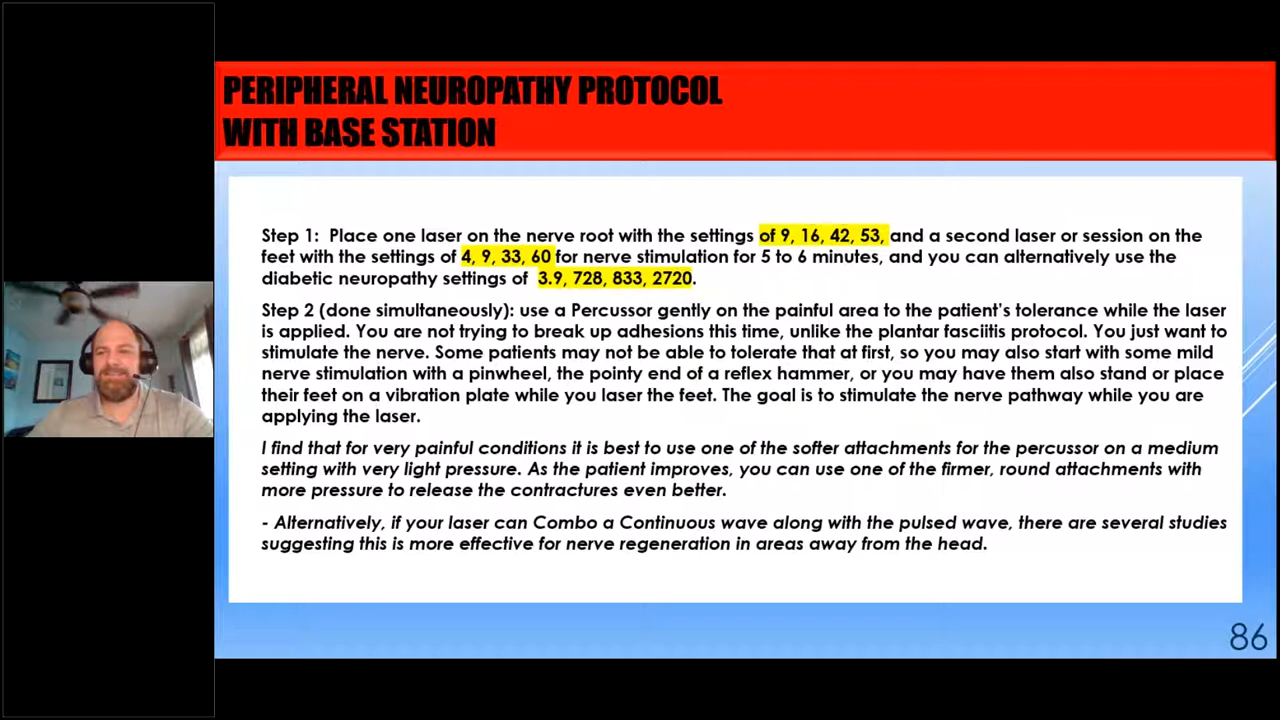 PERIPHERAL NEUROPATHY PROTOCOL
WITH BASE STATION
Step 1:  Place one laser on the nerve root with the settings of 9, 16, 42, 53, and a second laser or session on the
feet with the settings of 4, 9, 33, 60 for nerve stimulation for 5 to 6 minutes, and you can alternatively use the
diabetic neuropathy settings of  3.9, 728, 833, 2720.
Step 2 (done simultaneously): use a Percussor gently on the painful area to the patient's tolerance while the laser
is applied. You are not trying to break up adhesions this time, unlike the plantar fasciitis protocol. You just want to
stimulate the nerve. Some patients may not be able to tolerate that at first, so you may also start with some mild
nerve stimulation with a pinwheel, the pointy end of a reflex hammer, or you may have them also stand or place
their feet on a vibration plate while you laser the feet. The goal is to stimulate the nerve pathway while you are
applying the laser.
I find that for very painful conditions it is best to use one of the softer attachments for the percussor on a medium
setting with very light pressure. As the patient improves, you can use one of the firmer, round attachments with
more pressure to release the contractures even better.
- Alternatively, if your laser can Combo a Continuous wave along with the pulsed wave, there are several studies
suggesting this is more effective for nerve regeneration in areas away from the head.
86